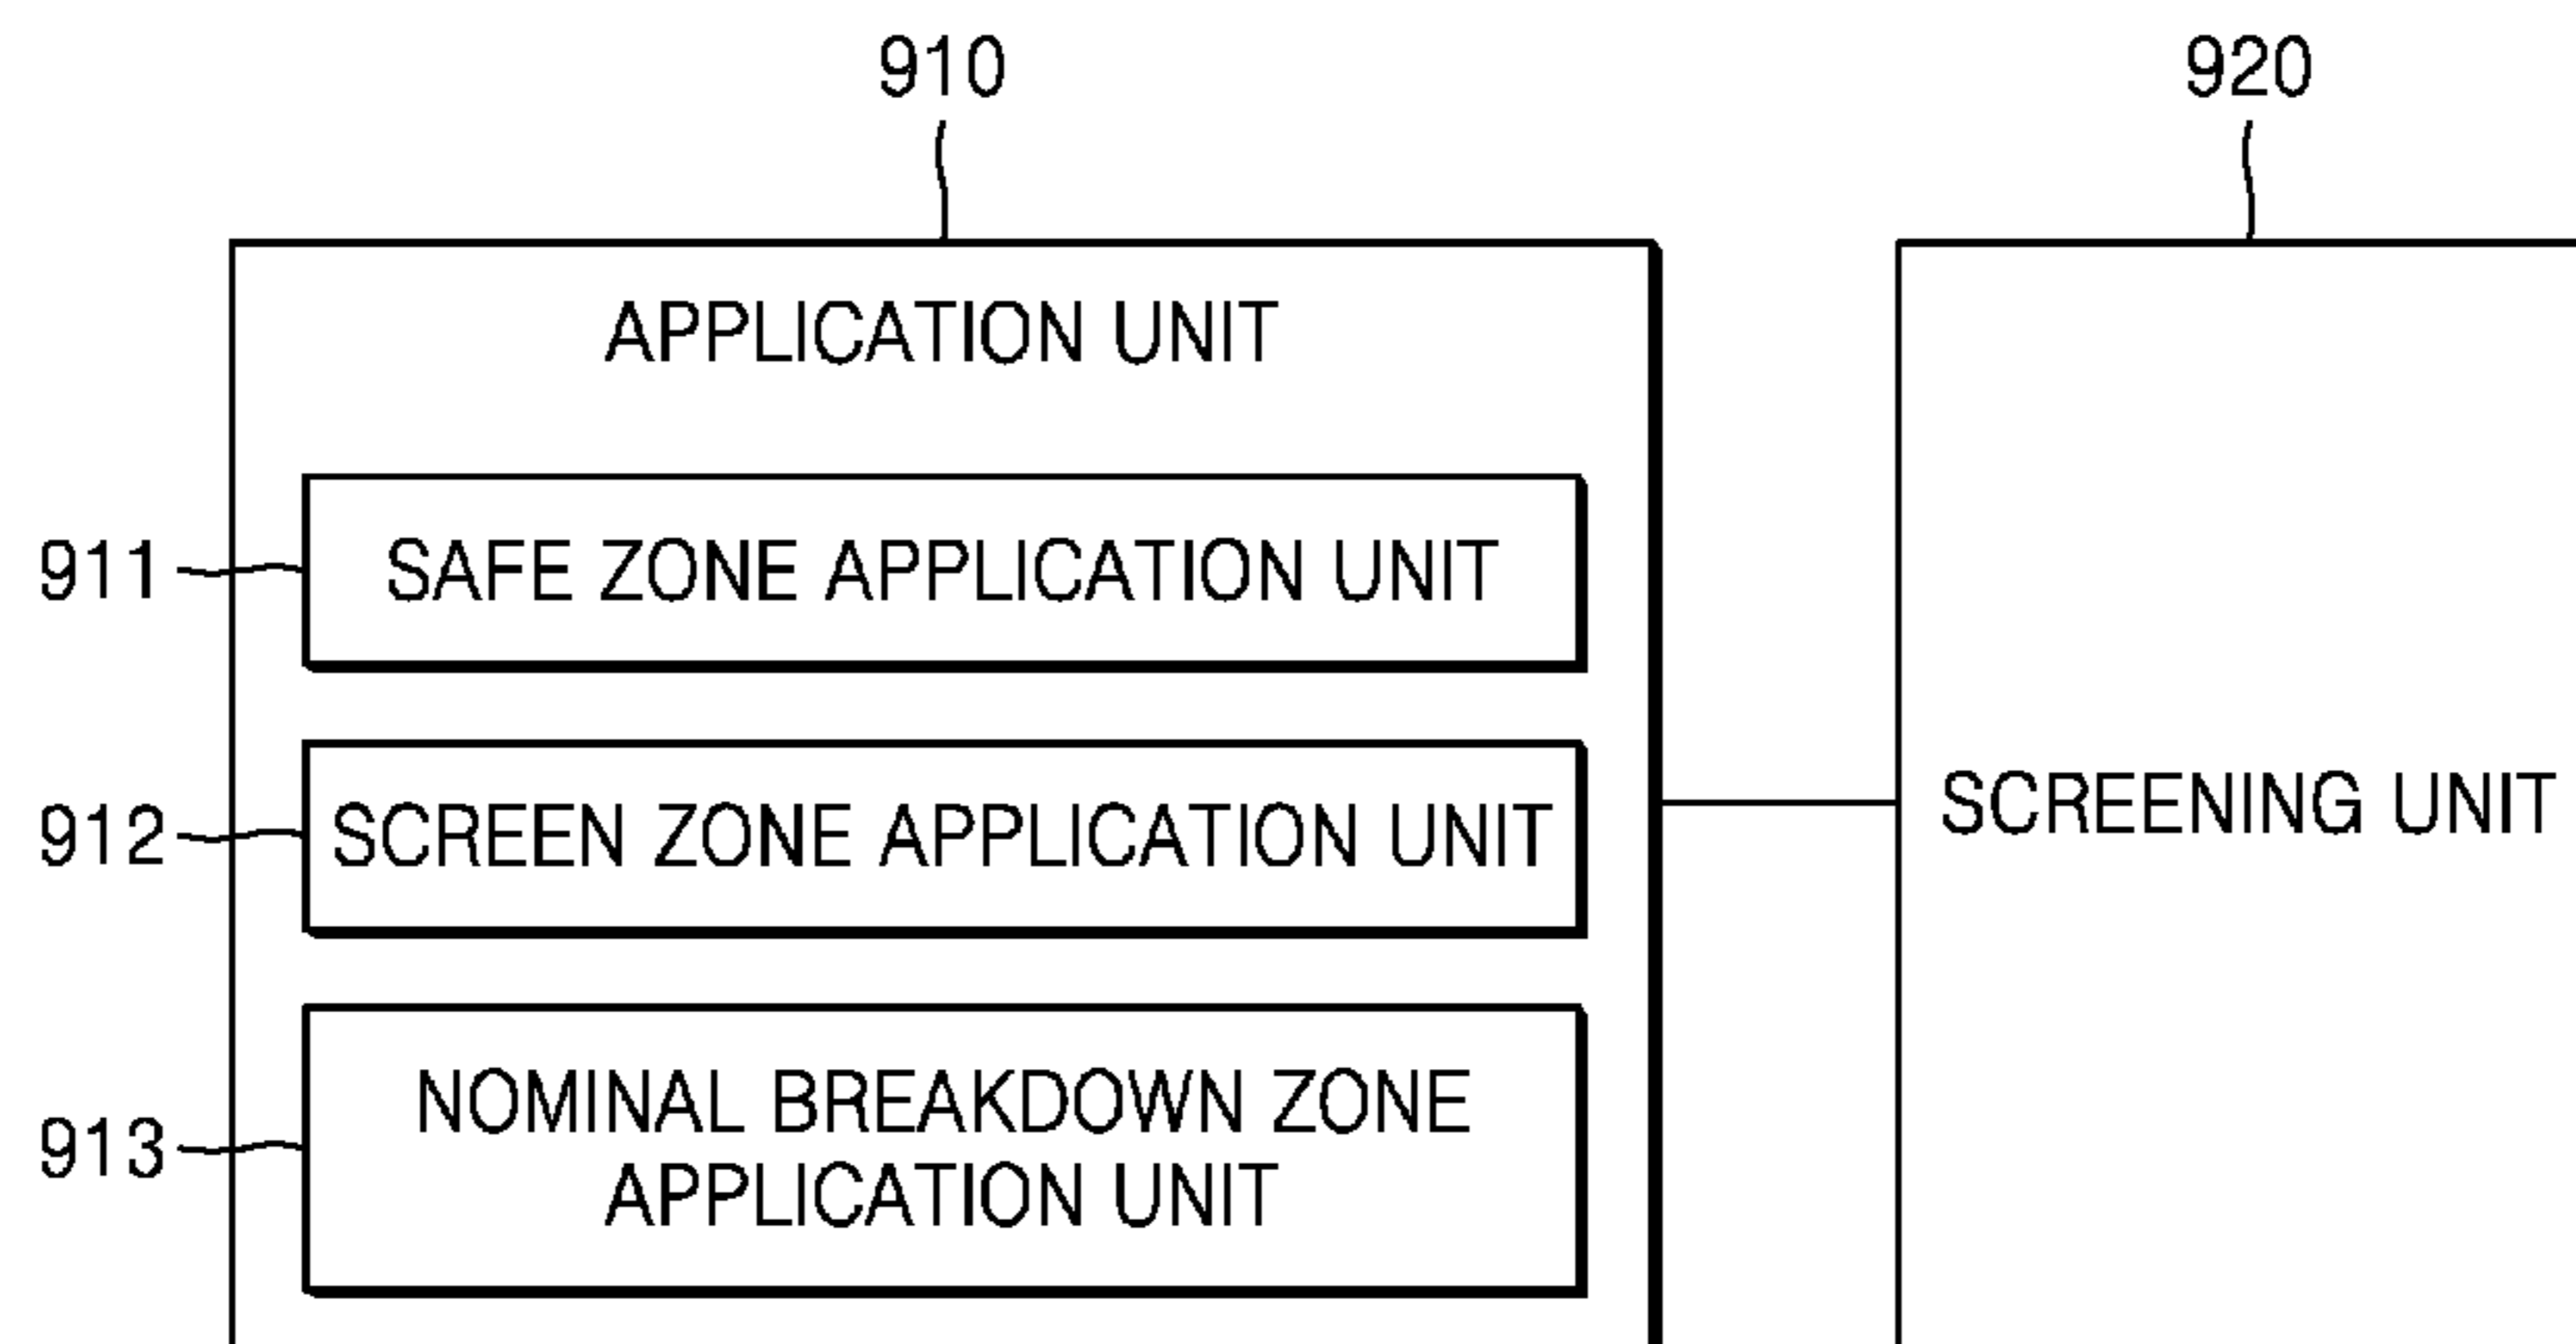 910
920
APPLICATION UNIT
911
SAFE ZONE APPLICATION UNIT
912
SCREEN ZONE APPLICATION UNIT
SCREENING UNIT
913
NOMINAL BREAKDOWN ZONE
APPLICATION UNIT